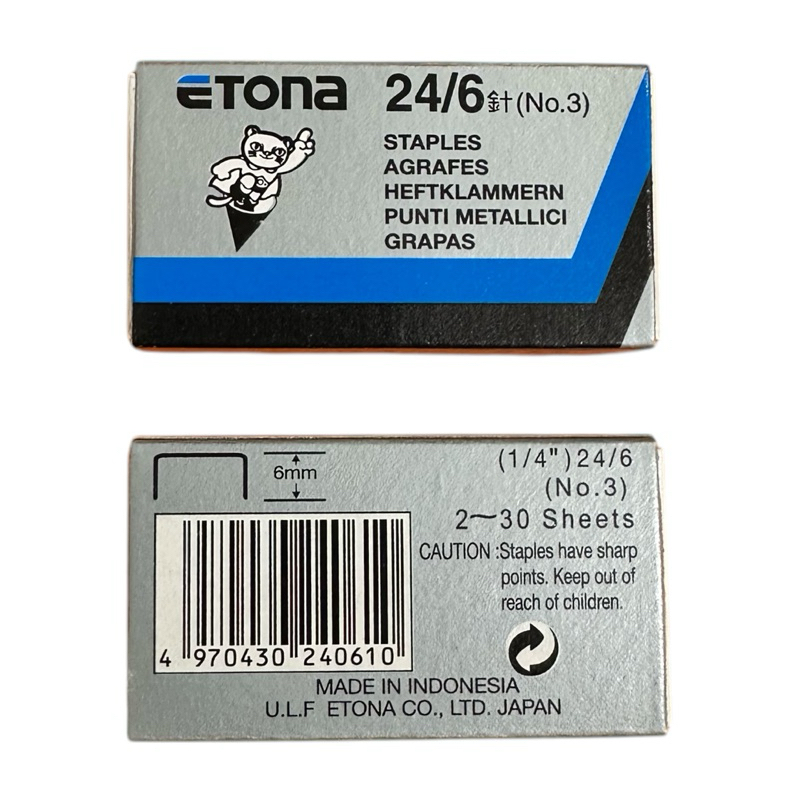 ETONA
24/6針(No.3)
STAPLES
AGRAFES
HEFTKLAMMERN
PUNTI METALLICI
GRAPAS
6mm
(1/4")24/6
(No.3)
2~30 Sheets
CAUTION :Staples have sharp
points. Keep out of
reach of children.
4 970430 240610
MADE IN INDONESIA
U.L.F ETONA CO., LTD. JAPAN